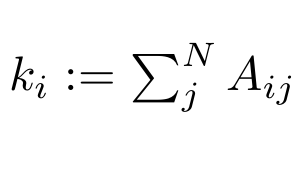 k_i := \sum_j^N A_{ij}